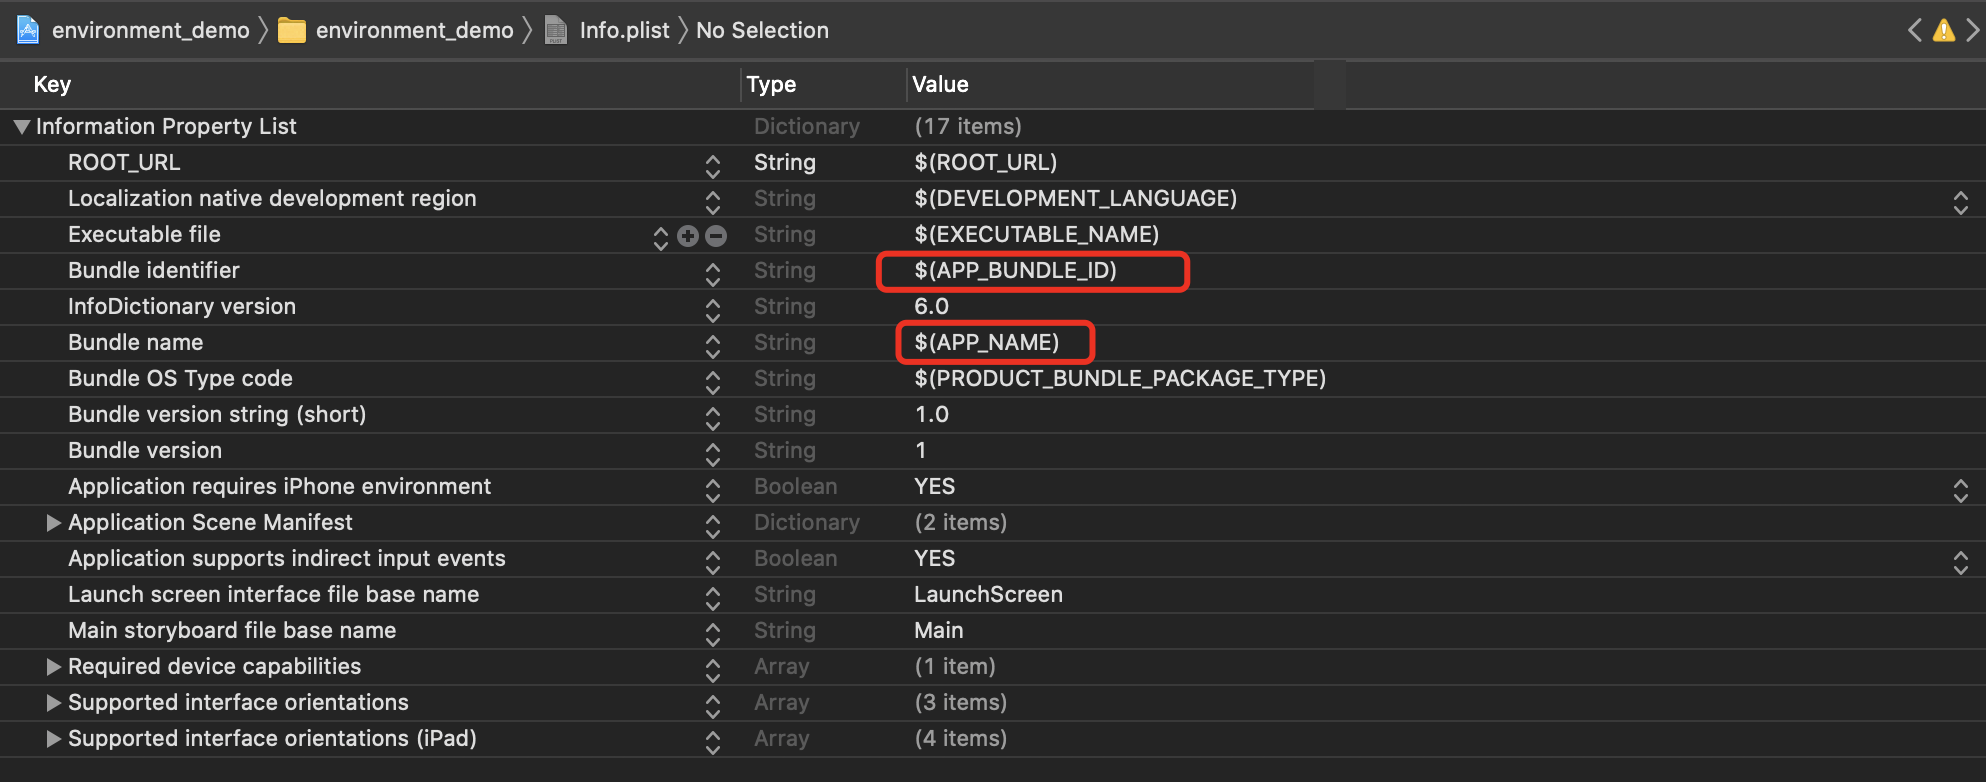 environment_demo environment_demo Info.plist No Selection
Key Type Value
Information Property List Dictionary (17 items)
ROOT_URL String $(ROOT_URL)
Localization native development region String $(DEVELOPMENT_LANGUAGE)
Executable file String $(EXECUTABLE_NAME)
Bundle identifier String $(APP_BUNDLE_ID)
InfoDictionary version String 6.0
Bundle name String $(APP_NAME)
Bundle OS Type code String $(PRODUCT_BUNDLE_PACKAGE_TYPE)
Bundle version string (short) String 1.0
Bundle version String 1
Application requires iPhone environment Boolean YES
Application Scene Manifest Dictionary (2 items)
Application supports indirect input events Boolean YES
Launch screen interface file base name String LaunchScreen
Main storyboard file base name String Main
Required device capabilities Array (1 item)
Supported interface orientations Array (3 items)
Supported interface orientations (iPad) Array (4 items)